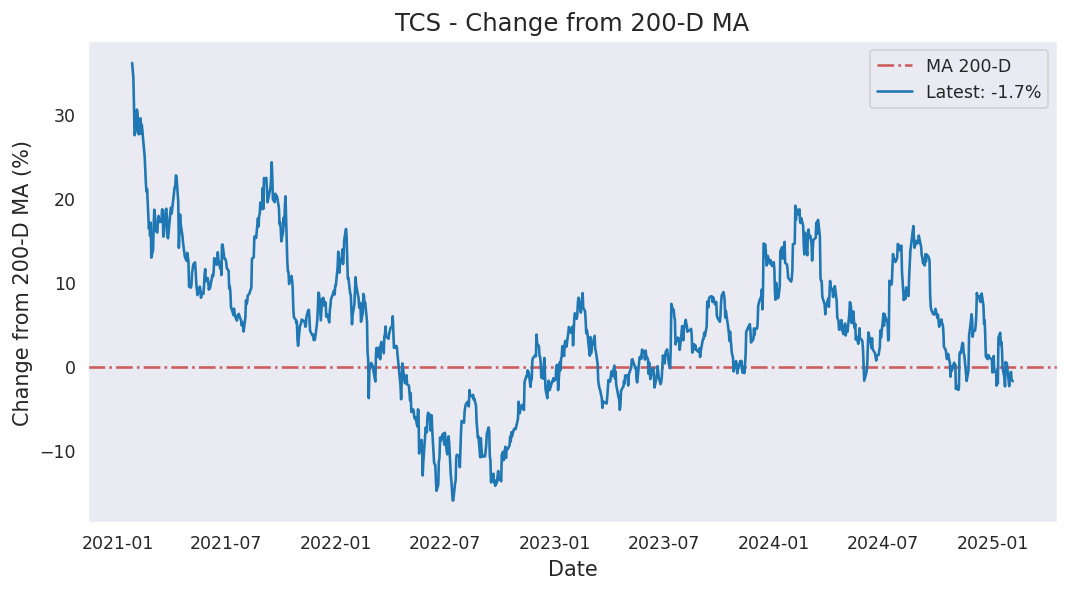 TCS - Change from 200-D MA
MA 200-D
Latest: -1.7%
Change from 200-D MA (%)
30
20
10
0
−10
2021-01 2021-07 2022-01 2022-07 2023-01 2023-07 2024-01 2024-07 2025-01
Date